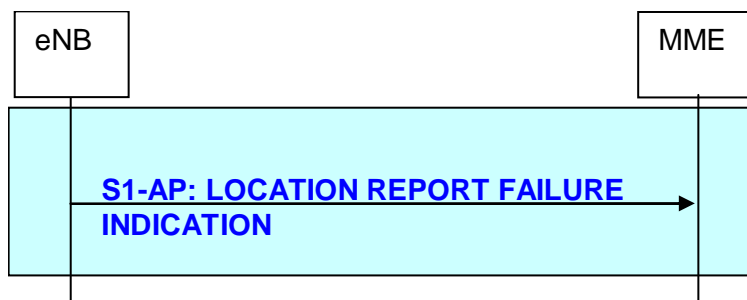 eNB
MME
S1-AP: LOCATION REPORT FAILURE
INDICATION